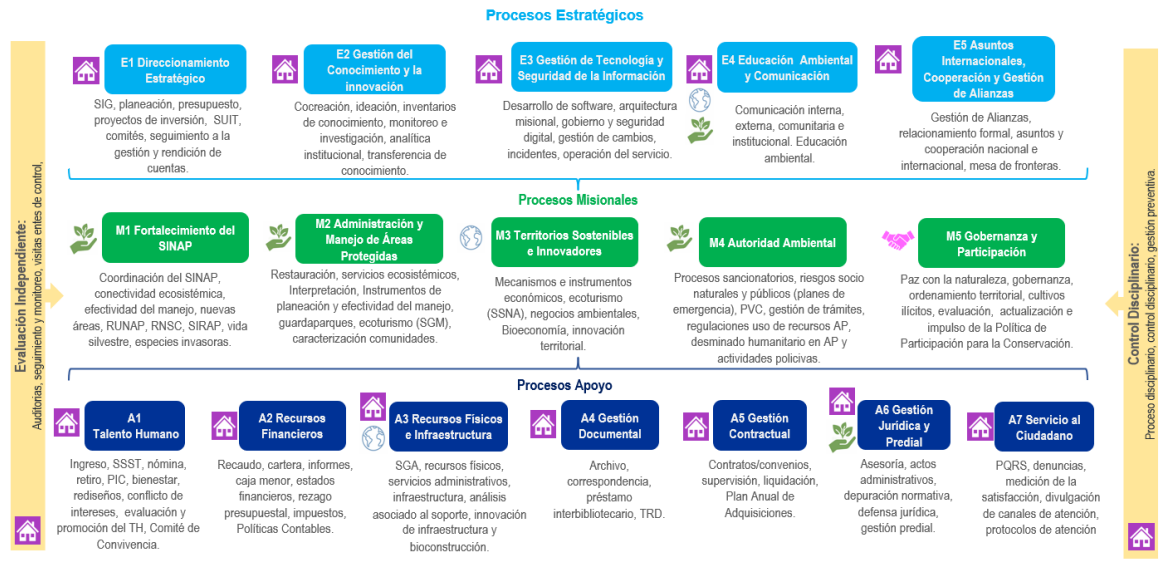 Procesos Estratégicos
Evaluación Independiente:
Auditorias, seguimiento y monitoreo, visitas entes de control,
E1 Direccionamiento
Estratégico
SIG, planeación, presupuesto,
proyectos de inversión, SUIT,
comités, seguimiento a la
gestión y rendición de
cuentas.
E2 Gestión del
Conocimiento y la
innovación
Cocreación, ideación, inventarios
de conocimiento, monitoreo e
investigación, analítica
institucional, transferencia de
conocimiento.
E3 Gestión de Tecnología y
Seguridad de la Información
Desarrollo de software, arquitectura
misional, gobierno y seguridad
digital, gestión de cambios,
incidentes, operación del servicio.
E4 Educación Ambiental
y Comunicación
Comunicación interna,
externa, comunitaria e
institucional. Educación
ambiental.
E5 Asuntos
Internacionales,
Cooperación y Gestión
de Alianzas
Gestión de Alianzas,
relacionamiento formal, asuntos y
cooperación nacional e
internacional, mesa de fronteras.
Procesos Misionales
M1 Fortalecimiento del
SINAP
Coordinación del SINAP,
conectividad ecosistémica,
efectividad del manejo, nuevas
áreas, RUNAP, RNSC, SIRAP, vida
silvestre, especies invasoras.
M2 Administración y
Manejo de Áreas
Protegidas
Restauración, servicios ecosistémicos,
Interpretación, Instrumentos de
planeación y efectividad del manejo,
guardaparques, ecoturismo (SGM),
caracterización comunidades.
M3 Territorios Sostenibles
e Innovadores
Mecanismos e instrumentos
económicos, ecoturismo
(SSNA), negocios ambientales,
Bioeconomía, innovación
territorial.
M4 Autoridad Ambiental
Procesos sancionatorios, riesgos socio
naturales y públicos (planes de
emergencia), PVC, gestión de trámites,
regulaciones uso de recursos AP,
desminado humanitario en AP y
actividades policivas.
M5 Gobernanza y
Participación
Paz con la naturaleza, gobernanza,
ordenamiento territorial, cultivos
ilícitos, evaluación, actualización e
impulso de la Política de
Participación para la Conservación.
Procesos Apoyo
A1
Talento Humano
Ingreso, SSST, nómina,
retiro, PIC, bienestar,
rediseños, conflicto de
intereses, evaluación y
promoción del TH, Comité de
Convivencia.
A2 Recursos
Financieros
Recaudo, cartera, informes,
caja menor, estados
financieros, rezago
presupuestal, impuestos,
Políticas Contables.
A3 Recursos Físicos
e Infraestructura
SGA, recursos físicos,
servicios administrativos,
infraestructura, análisis
asociado al soporte, innovación
de infraestructura y
bioconstrucción.
A4 Gestión
Documental
Archivo,
correspondencia,
préstamo
interbibliotecario, TRD.
A5 Gestión
Contractual
Contratos/convenios,
supervisión, liquidación,
Plan Anual de
Adquisiciones.
A6 Gestión
Jurídica y
Predial
Asesoría, actos
administrativos,
depuración normativa,
defensa jurídica,
gestión predial.
A7 Servicio al
Ciudadano
PQRS, denuncias,
medición de la
satisfacción, divulgación
de canales de atención,
protocolos de atención
Control Disciplinario:
Proceso disciplinario, control disciplinario, gestión preventiva.